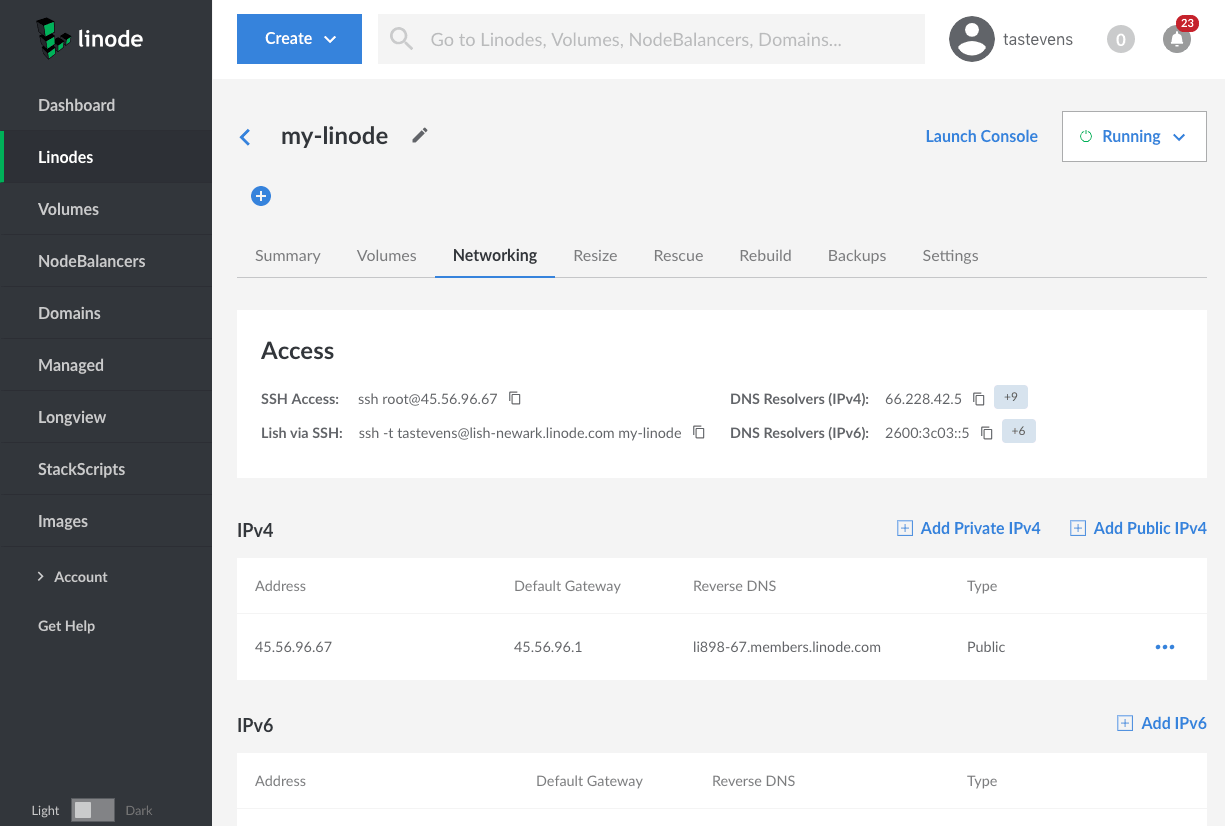 linode
Create
Go to Linodes, Volumes, NodeBalancers, Domains...
tastevens
0
23
Dashboard
Linodes
Volumes
NodeBalancers
Domains
Managed
Longview
StackScripts
Images
Account
Get Help
Light Dark
my-linode
Launch Console
Running
Summary Volumes Networking Resize Rescue Rebuild Backups Settings
Access
SSH Access: ssh root@45.56.96.67
DNS Resolvers (IPv4): 66.228.42.5 +9
Lish via SSH: ssh -t tastevens@lish-newark.linode.com my-linode
DNS Resolvers (IPv6): 2600:3c03::5 +6
IPv4
Add Private IPv4 Add Public IPv4
Address Default Gateway Reverse DNS Type
45.56.96.67 45.56.96.1 li898-67.members.linode.com Public
IPv6
Add IPv6
Address Default Gateway Reverse DNS Type